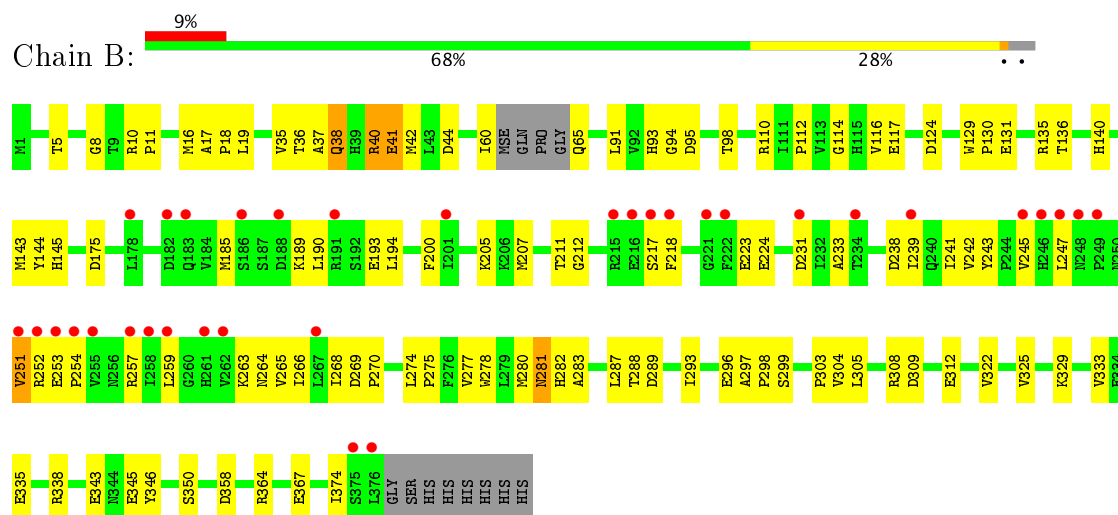 9%
Chain B:
68% 28% • •
M1 T5 G8 T9 R10 P11 M16 A17 P18 L19 V35 T36 A37 Q38 H39 R40 E41 M42 L43 D44 I60 MSE GLN PRO GLY Q65 L91 V92 H93 G94 D95 T98 R110 I111 P112 V113 G114 H115 V116 E117 D124 W129 P130 E131 R135 T136 H140
M143 Y144 H145 D175 L178 D182 Q183 V184 M185 S186 S187 D188 K189 L190 R191 S192 E193 L194 F200 I201 K205 K206 M207 T211 G212 R215 E216 S217 F218 G221 F222 E223 E224 D231 I232 A233 T234 D238 I239 Q240 I241 V242 Y243 P244 V245 H246 L247 N248 P249 N250
V251 R252 E253 P254 V255 N256 R257 I258 L259 G260 H261 V262 K263 N264 V265 I266 L267 I268 D269 P270 L274 P275 F276 V277 W278 L279 M280 N281 H282 A283 L287 T288 D289 I293 E296 A297 P298 S299 P303 V304 L305 R308 D309 E312 V322 V325 K329 V333 E334
E335 R338 E343 N344 E345 Y346 S350 D358 R364 E367 I374 S375 L376 GLY SER HIS HIS HIS HIS HIS HIS